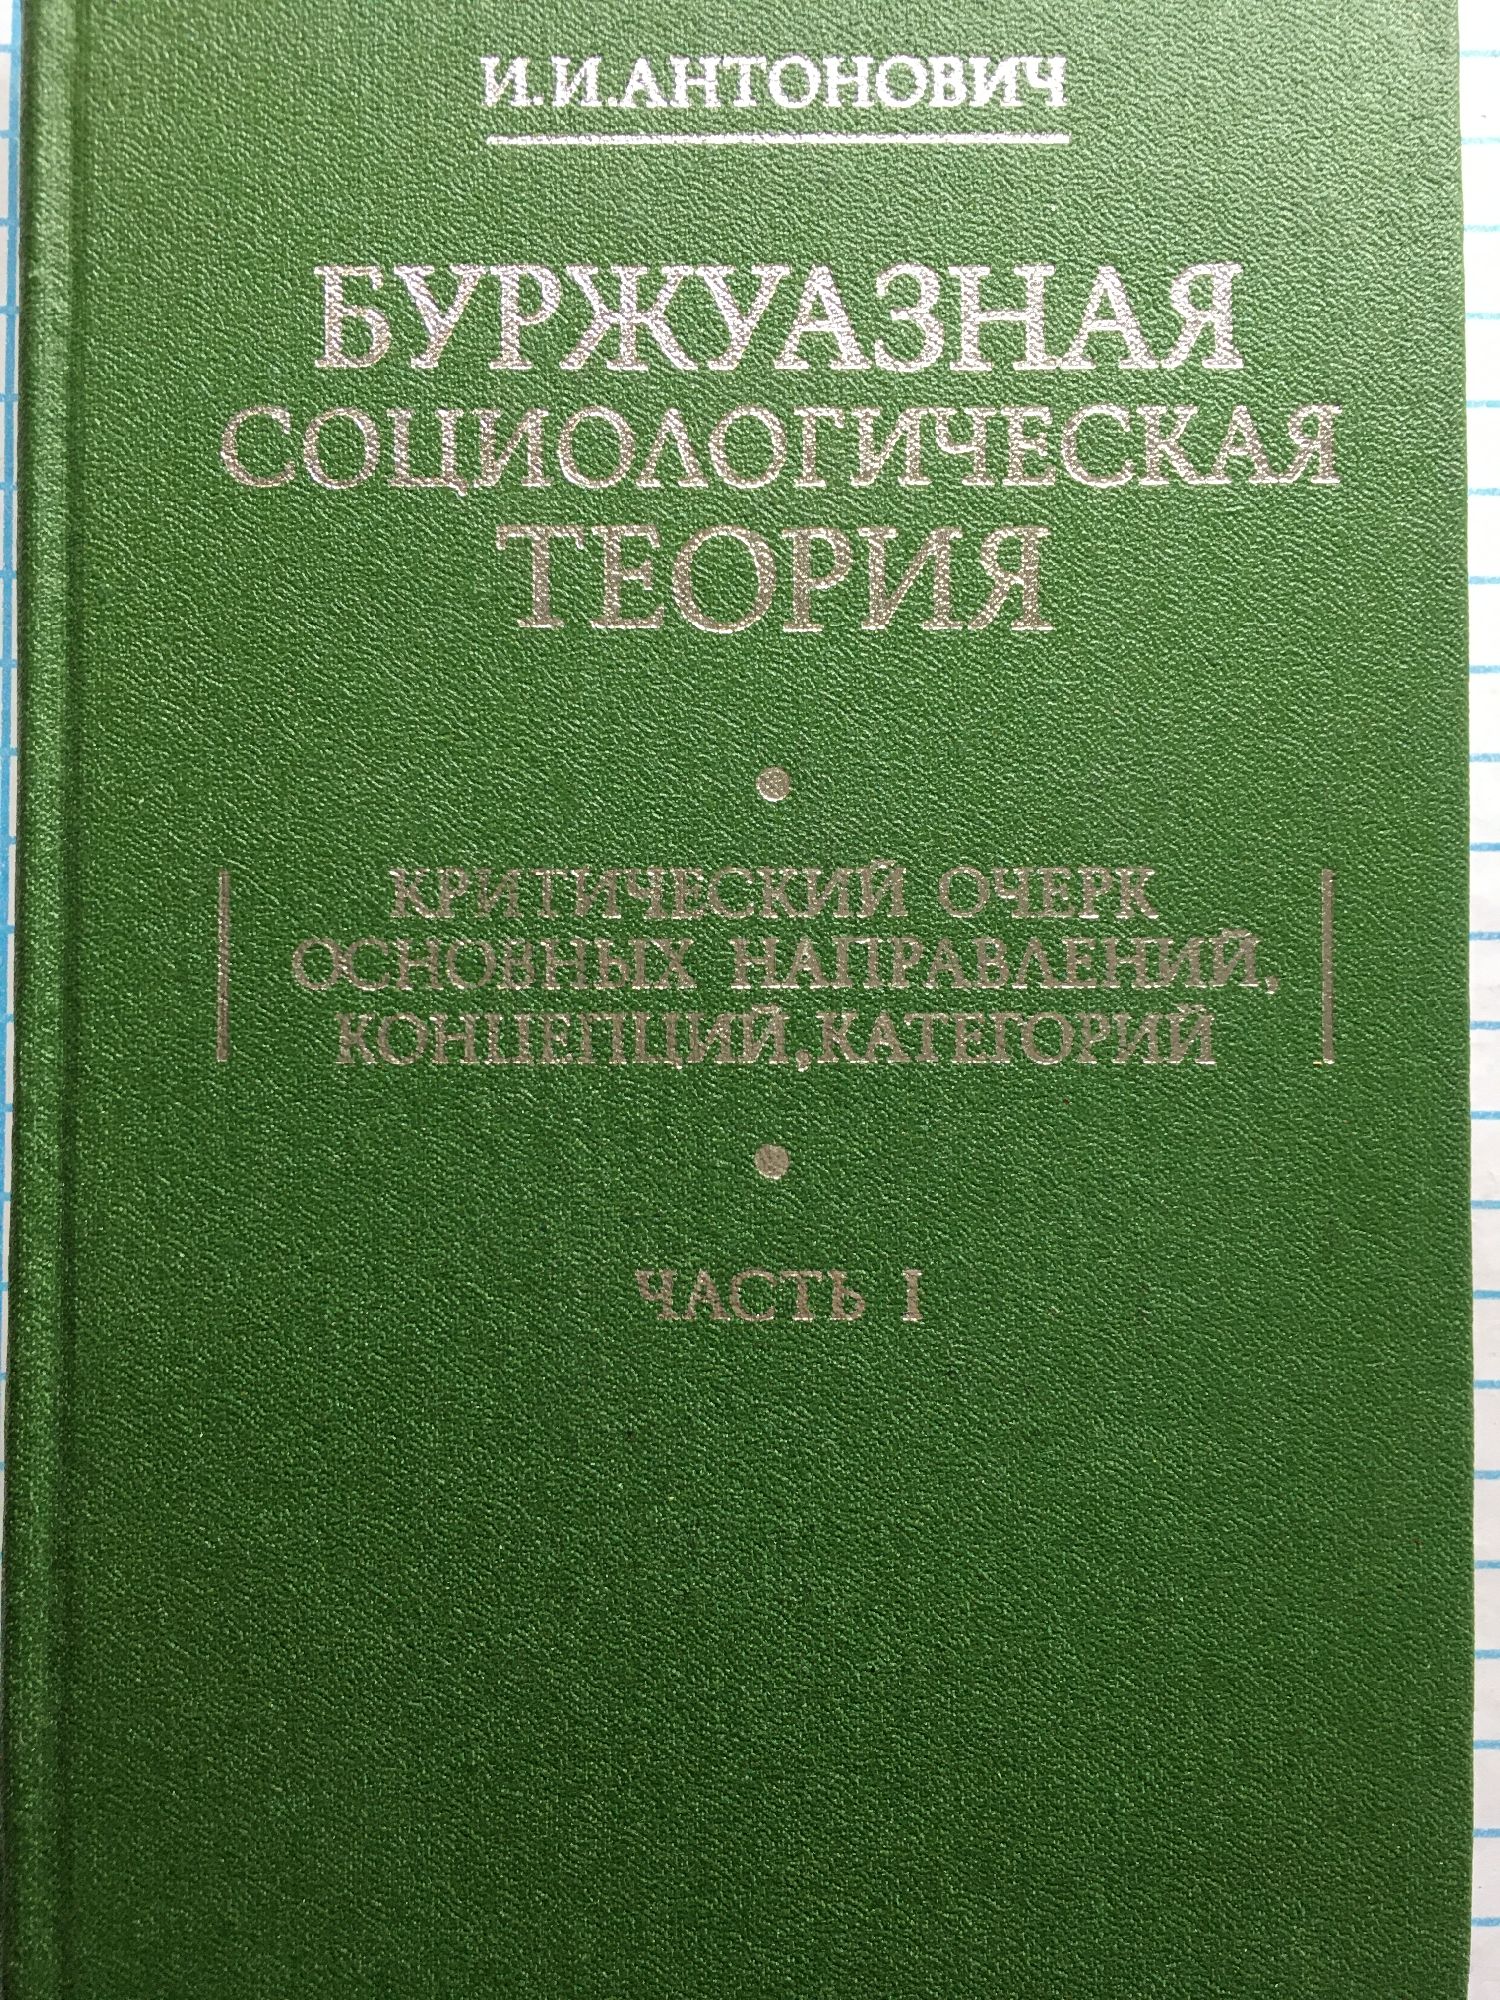 И.И.АНТОНОВИЧ
БУРЖУАЗНАЯ
СОЦИОЛОГИЧЕСКАЯ
ТЕОРИЯ
КРИТИЧЕСКИЙ ОЧЕРК
ОСНОВНЫХ НАПРАВЛЕНИЙ,
КОНЦЕПЦИЙ, КАТЕГОРИЙ
ЧАСТЬ I